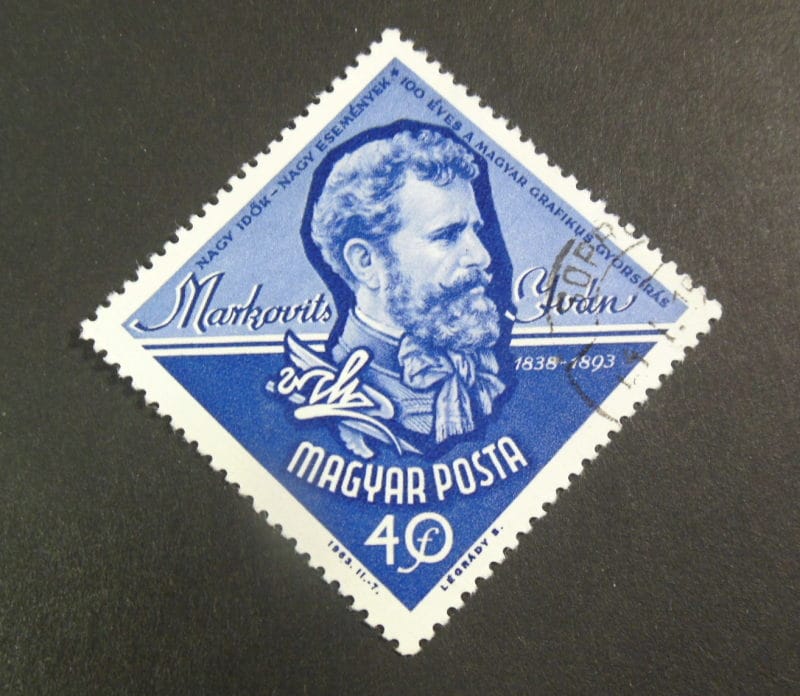 NAGY IDŐK - NAGY ESEMÉNYEK * 100 ÉVES A MAGYAR GRAFIKUS GYORSÍRÁS
Markovits Iván
1838-1893
MAGYAR POSTA
40f
1963. II.-7.
LÉGRÁDY S.